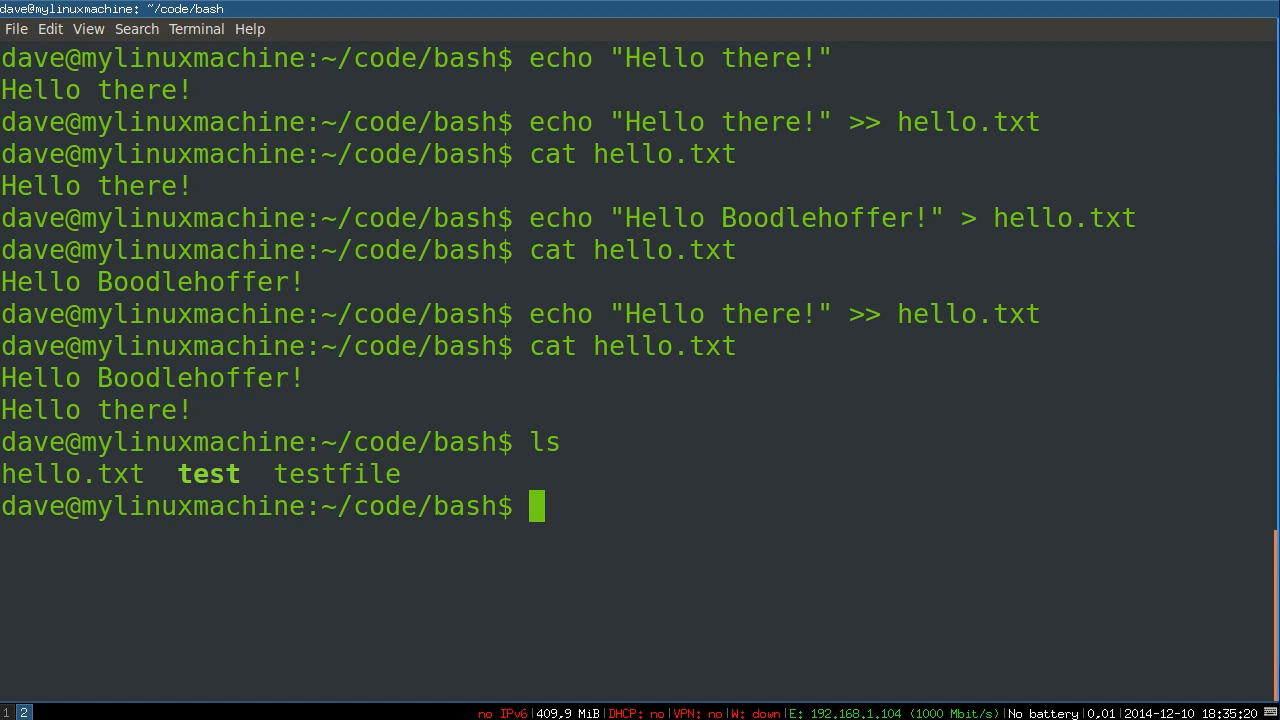 dave@mylinuxmachine: ~/code/bash
File Edit View Search Terminal Help
dave@mylinuxmachine:~/code/bash$ echo "Hello there!"
Hello there!
dave@mylinuxmachine:~/code/bash$ echo "Hello there!" >> hello.txt
dave@mylinuxmachine:~/code/bash$ cat hello.txt
Hello there!
dave@mylinuxmachine:~/code/bash$ echo "Hello Boodlehoffer!" > hello.txt
dave@mylinuxmachine:~/code/bash$ cat hello.txt
Hello Boodlehoffer!
dave@mylinuxmachine:~/code/bash$ echo "Hello there!" >> hello.txt
dave@mylinuxmachine:~/code/bash$ cat hello.txt
Hello Boodlehoffer!
Hello there!
dave@mylinuxmachine:~/code/bash$ ls
hello.txt  test  testfile
dave@mylinuxmachine:~/code/bash$
1 2 no IPv6|409,9 MiB|DHCP: no|VPN: no|W: down|E: 192.168.1.104 (1000 Mbit/s)|No battery|0,01|2014-12-10 18:35:20